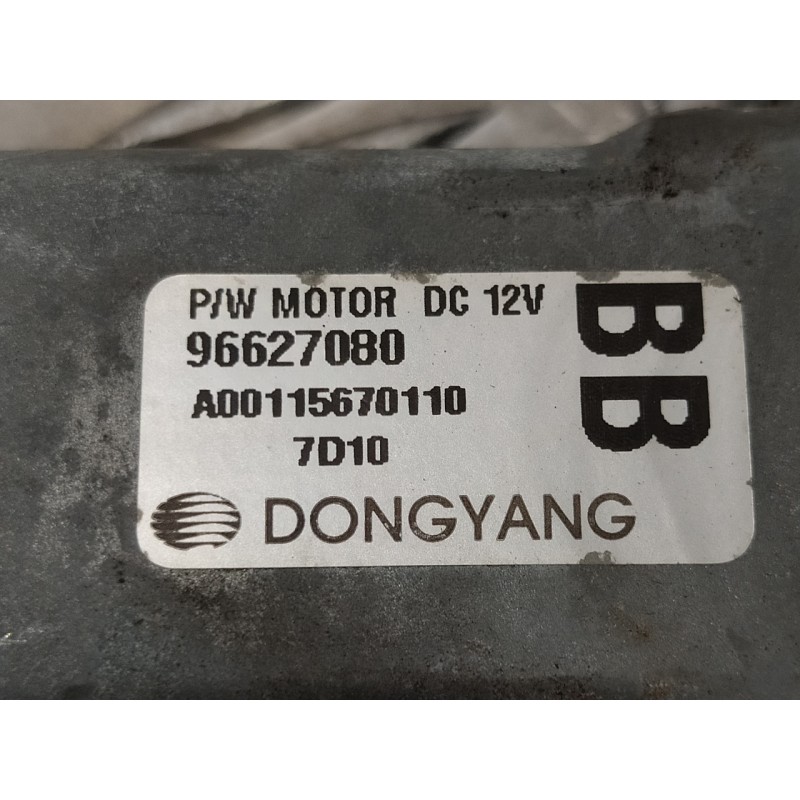 P/W MOTOR DC 12V
96627080
A00115670110
7D10
DONGYANG
BB